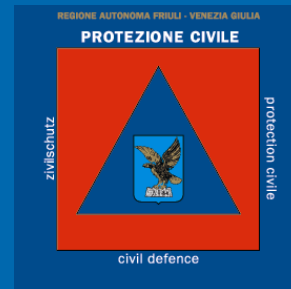 REGIONE AUTONOMA FRIULI - VENEZIA GIULIA
PROTEZIONE CIVILE
zivilschutz
protection civile
civil defence